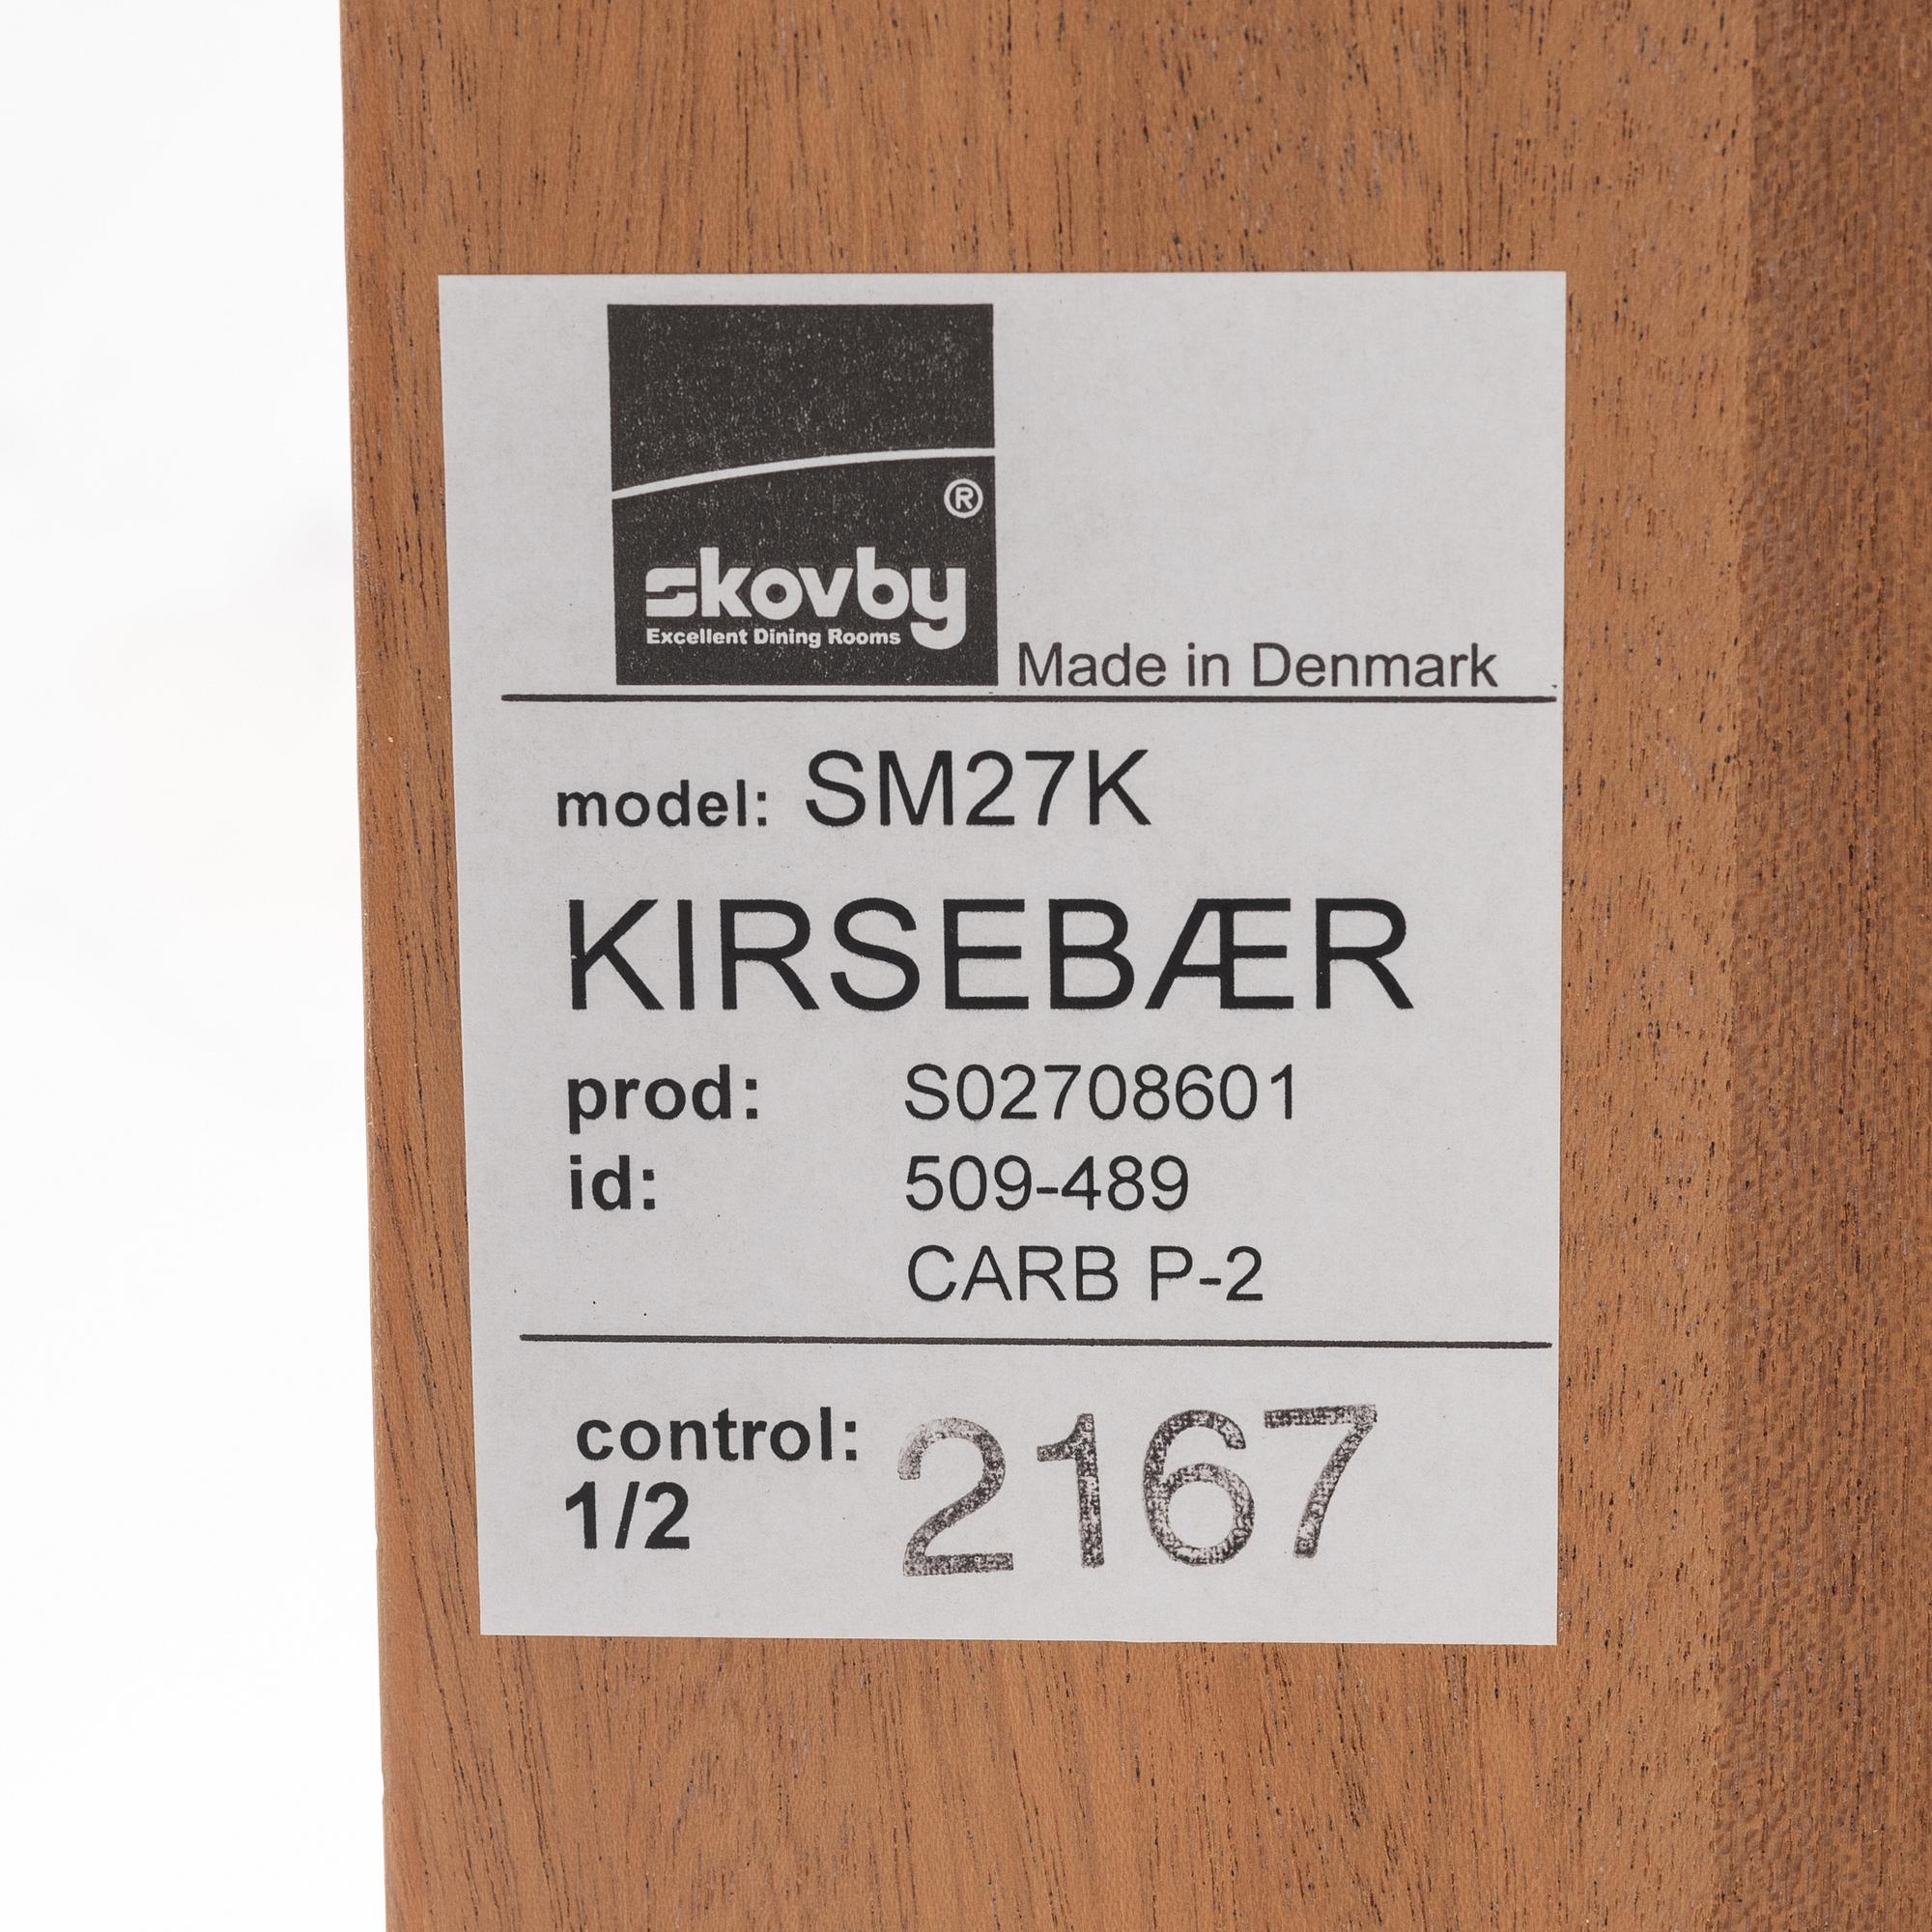 ®
skovby
Excellent Dining Rooms
Made in Denmark
model: SM27K
KIRSEBÆR
prod: S02708601
id: 509-489
CARB P-2
control: 2167
1/2